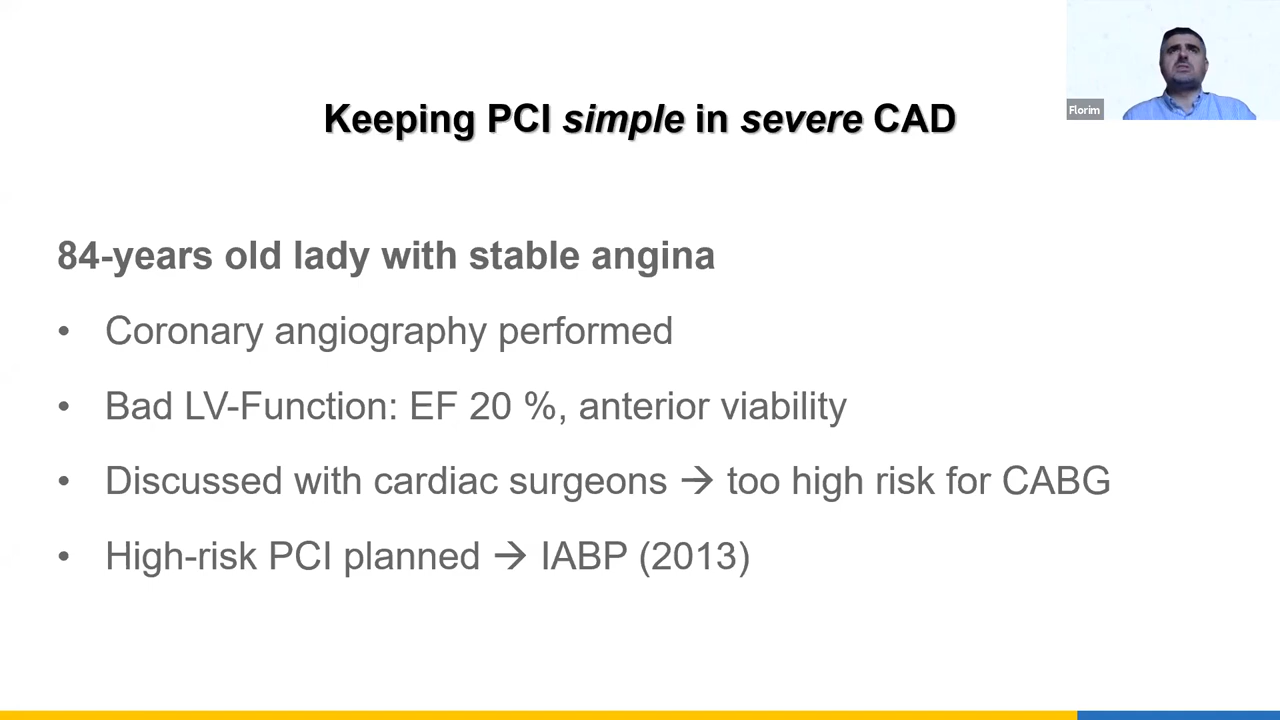 Florim
Keeping PCI simple in severe CAD
84-years old lady with stable angina
• Coronary angiography performed
• Bad LV-Function: EF 20 %, anterior viability
• Discussed with cardiac surgeons → too high risk for CABG
• High-risk PCI planned → IABP (2013)